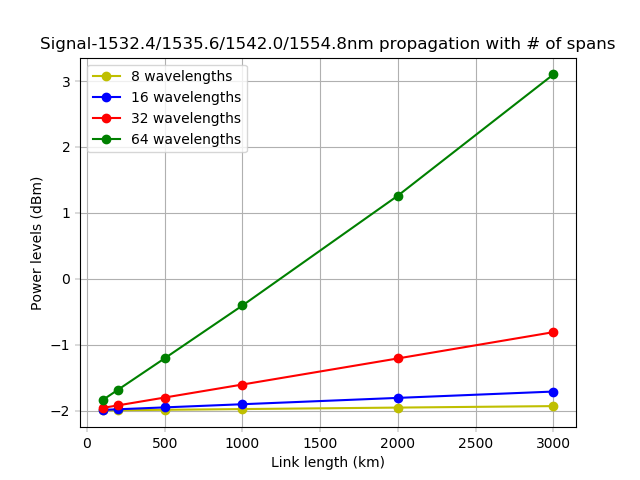 Signal-1532.4/1535.6/1542.0/1554.8nm propagation with # of spans
8 wavelengths
16 wavelengths
32 wavelengths
64 wavelengths
Power levels (dBm)
3
2
1
0
−1
−2
0 500 1000 1500 2000 2500 3000
Link length (km)